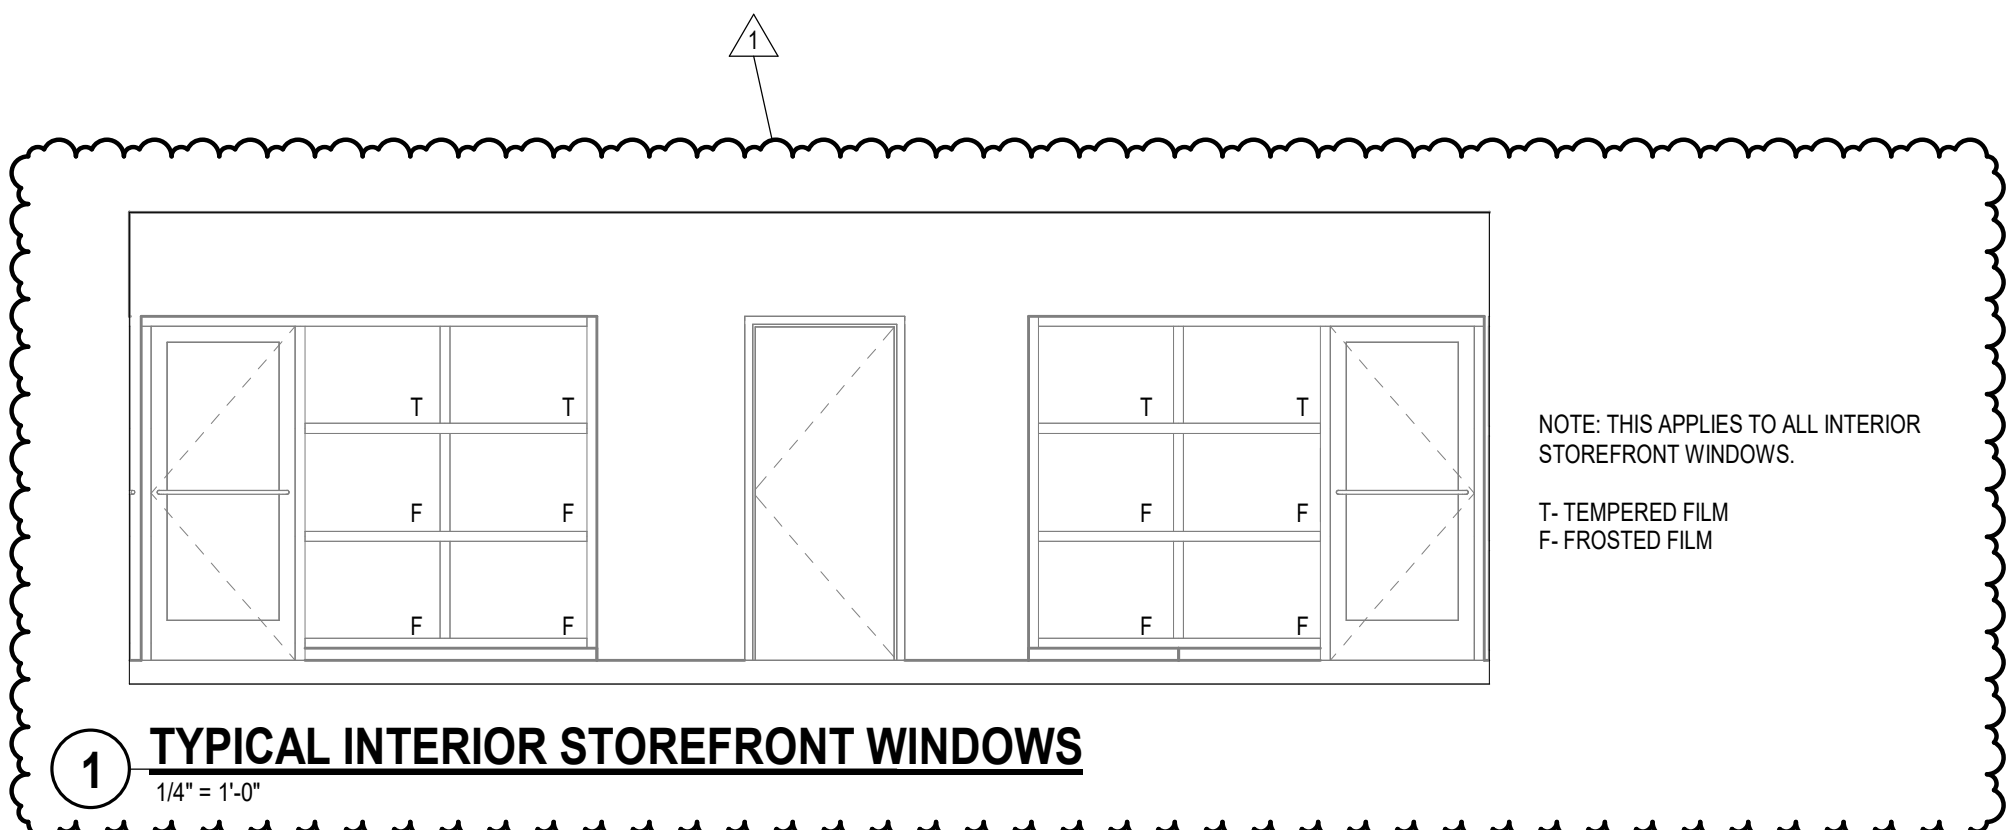 1
T T T T
F F F F
F F F F
NOTE: THIS APPLIES TO ALL INTERIOR
STOREFRONT WINDOWS.
T- TEMPERED FILM
F- FROSTED FILM
1 TYPICAL INTERIOR STOREFRONT WINDOWS
1/4" = 1'-0"